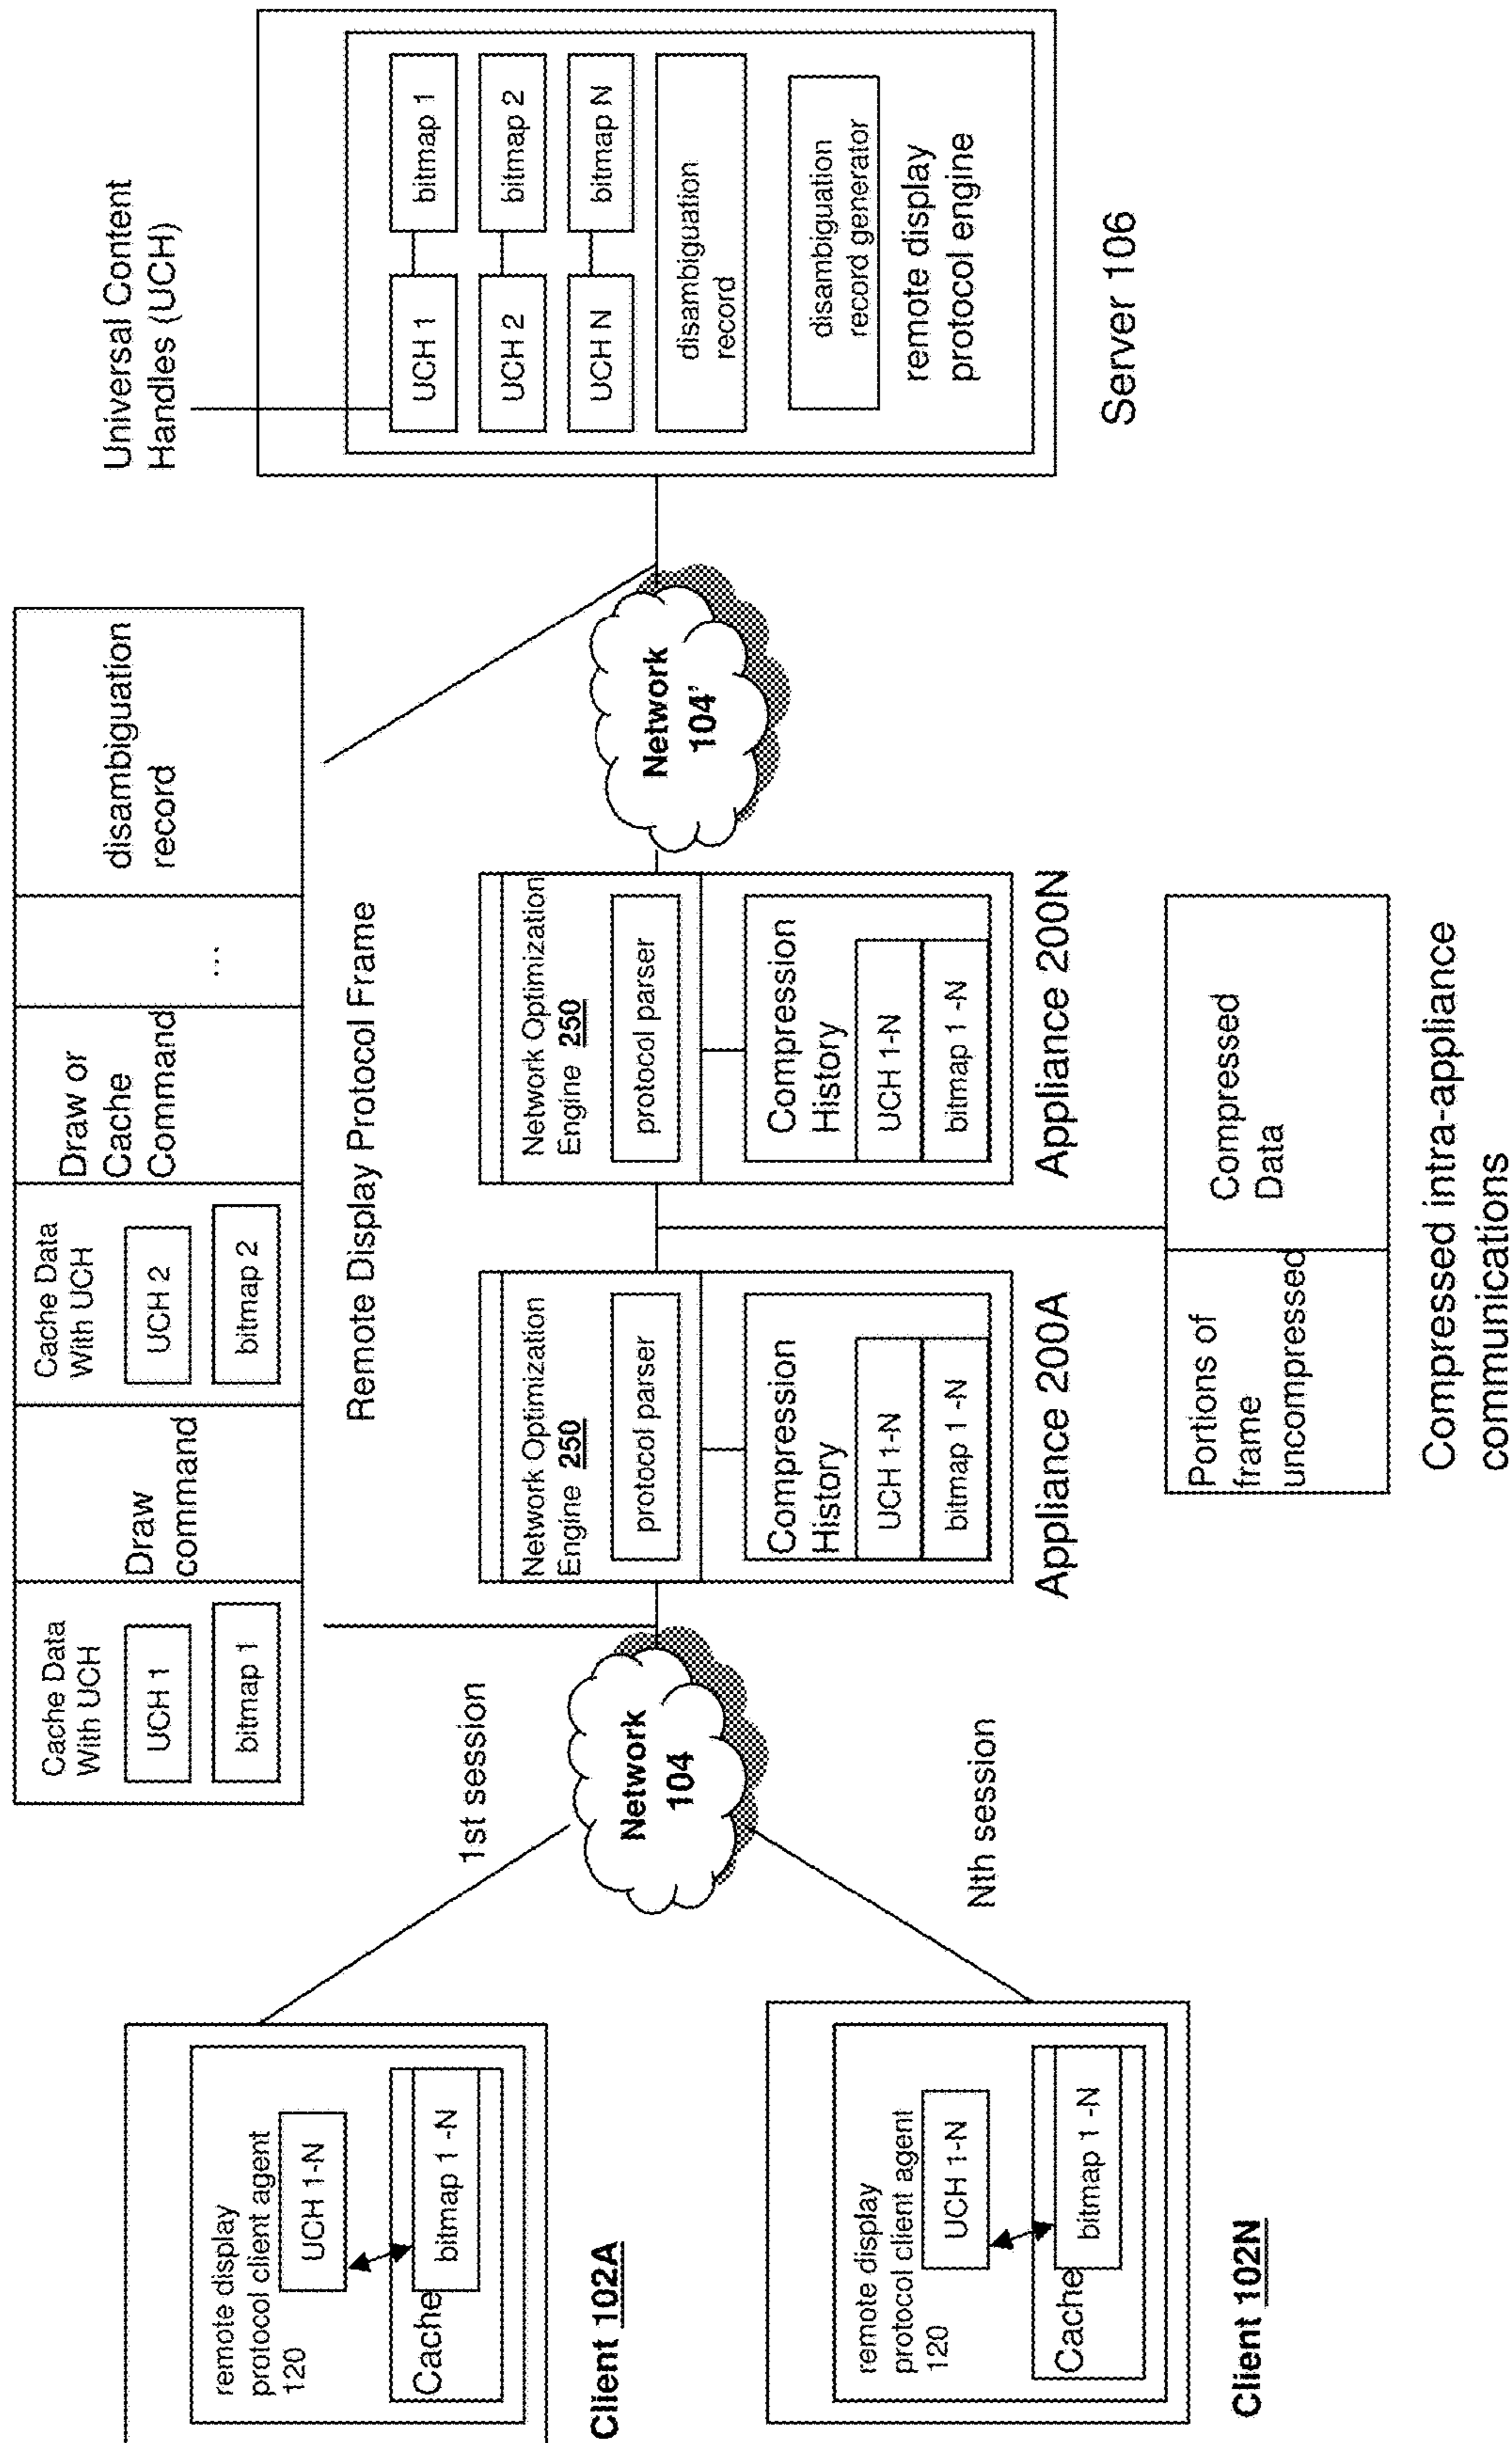 Cache Data
With UCH
UCH 1
bitmap 1
Draw
command
Cache Data
With UCH
UCH 2
bitmap 2
Draw or
Cache
Command
...
disambiguation
record
Remote Display Protocol Frame
Universal Content
Handles (UCH)
remote display
protocol client agent
120
UCH 1-N
Cache
bitmap 1 -N
Client 102A
remote display
protocol client agent
120
UCH 1-N
Cache
bitmap 1 -N
Client 102N
1st session
Nth session
Network
104
Network Optimization
Engine 250
protocol parser
Compression
History
UCH 1-N
bitmap 1 -N
Appliance 200A
Network Optimization
Engine 250
protocol parser
Compression
History
UCH 1-N
bitmap 1 -N
Appliance 200N
Portions of
frame
uncompressed
Compressed
Data
Compressed intra-appliance
communications
Network
104'
UCH 1
bitmap 1
UCH 2
bitmap 2
UCH N
bitmap N
disambiguation
record
disambiguation
record generator
remote display
protocol engine
Server 106